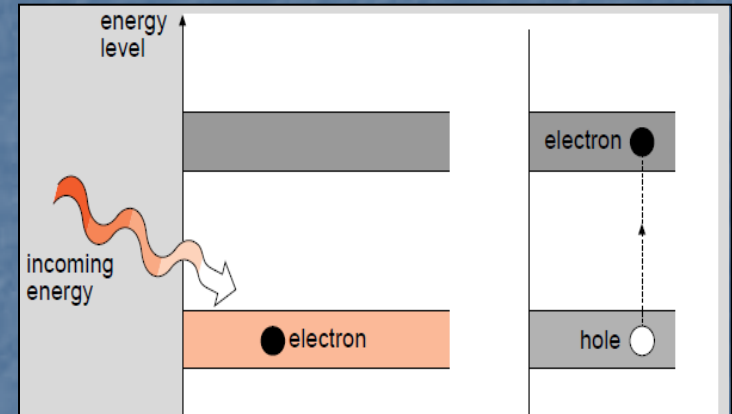 energy
level
electron
incoming
energy
electron
hole